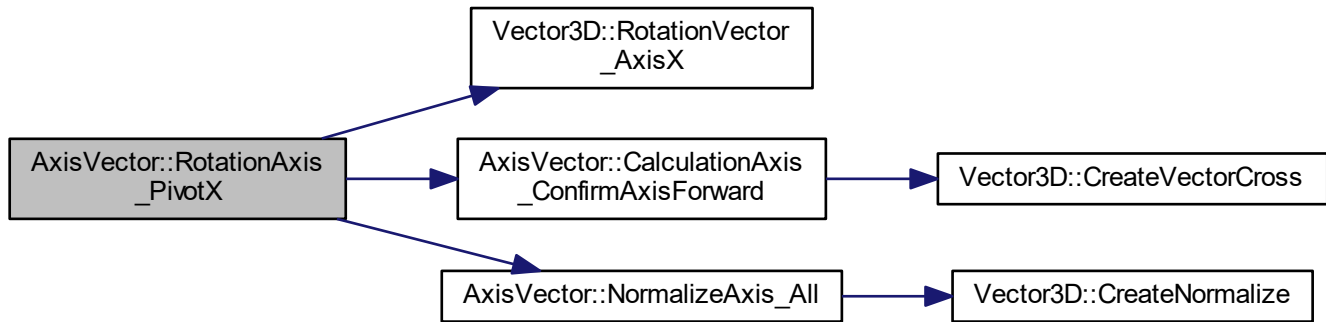 Vector3D::RotationVector
_AxisX
AxisVector::RotationAxis
_PivotX
AxisVector::CalculationAxis
_ConfirmAxisForward
Vector3D::CreateVectorCross
AxisVector::NormalizeAxis_All
Vector3D::CreateNormalize